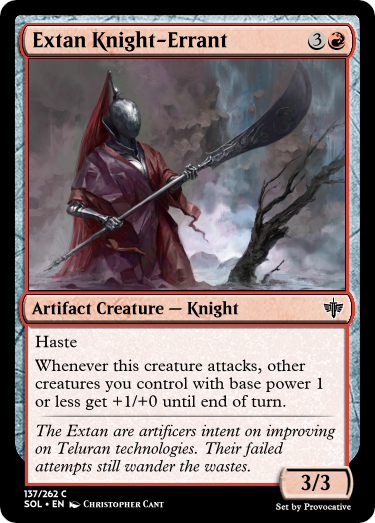 Extan Knight-Errant 3
Haste
Whenever this creature attacks, other
creatures you control with base power 1
or less get +1/+0 until end of turn.
The Extan are artificers intent on improving
on Teluran technologies. Their failed
attempts still wander the wastes.
Artifact Creature — Knight
3/3
137/262 C
SOL • EN Christopher Cant
Set by Provocative